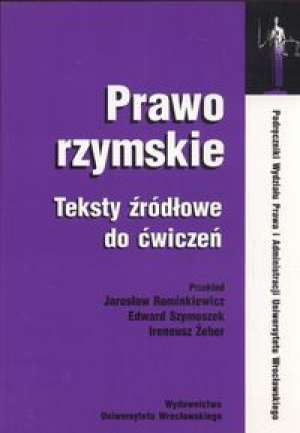 Prawo
rzymskie
Teksty źródłowe
do ćwiczeń
Przekład
Jarosław Rominkiewicz
Edward Szymoszek
Ireneusz Żeber
Wydawnictwo
Uniwersytetu Wrocławskiego
Podręczniki Wydziału Prawa i Administracji Uniwersytetu Wrocławskiego